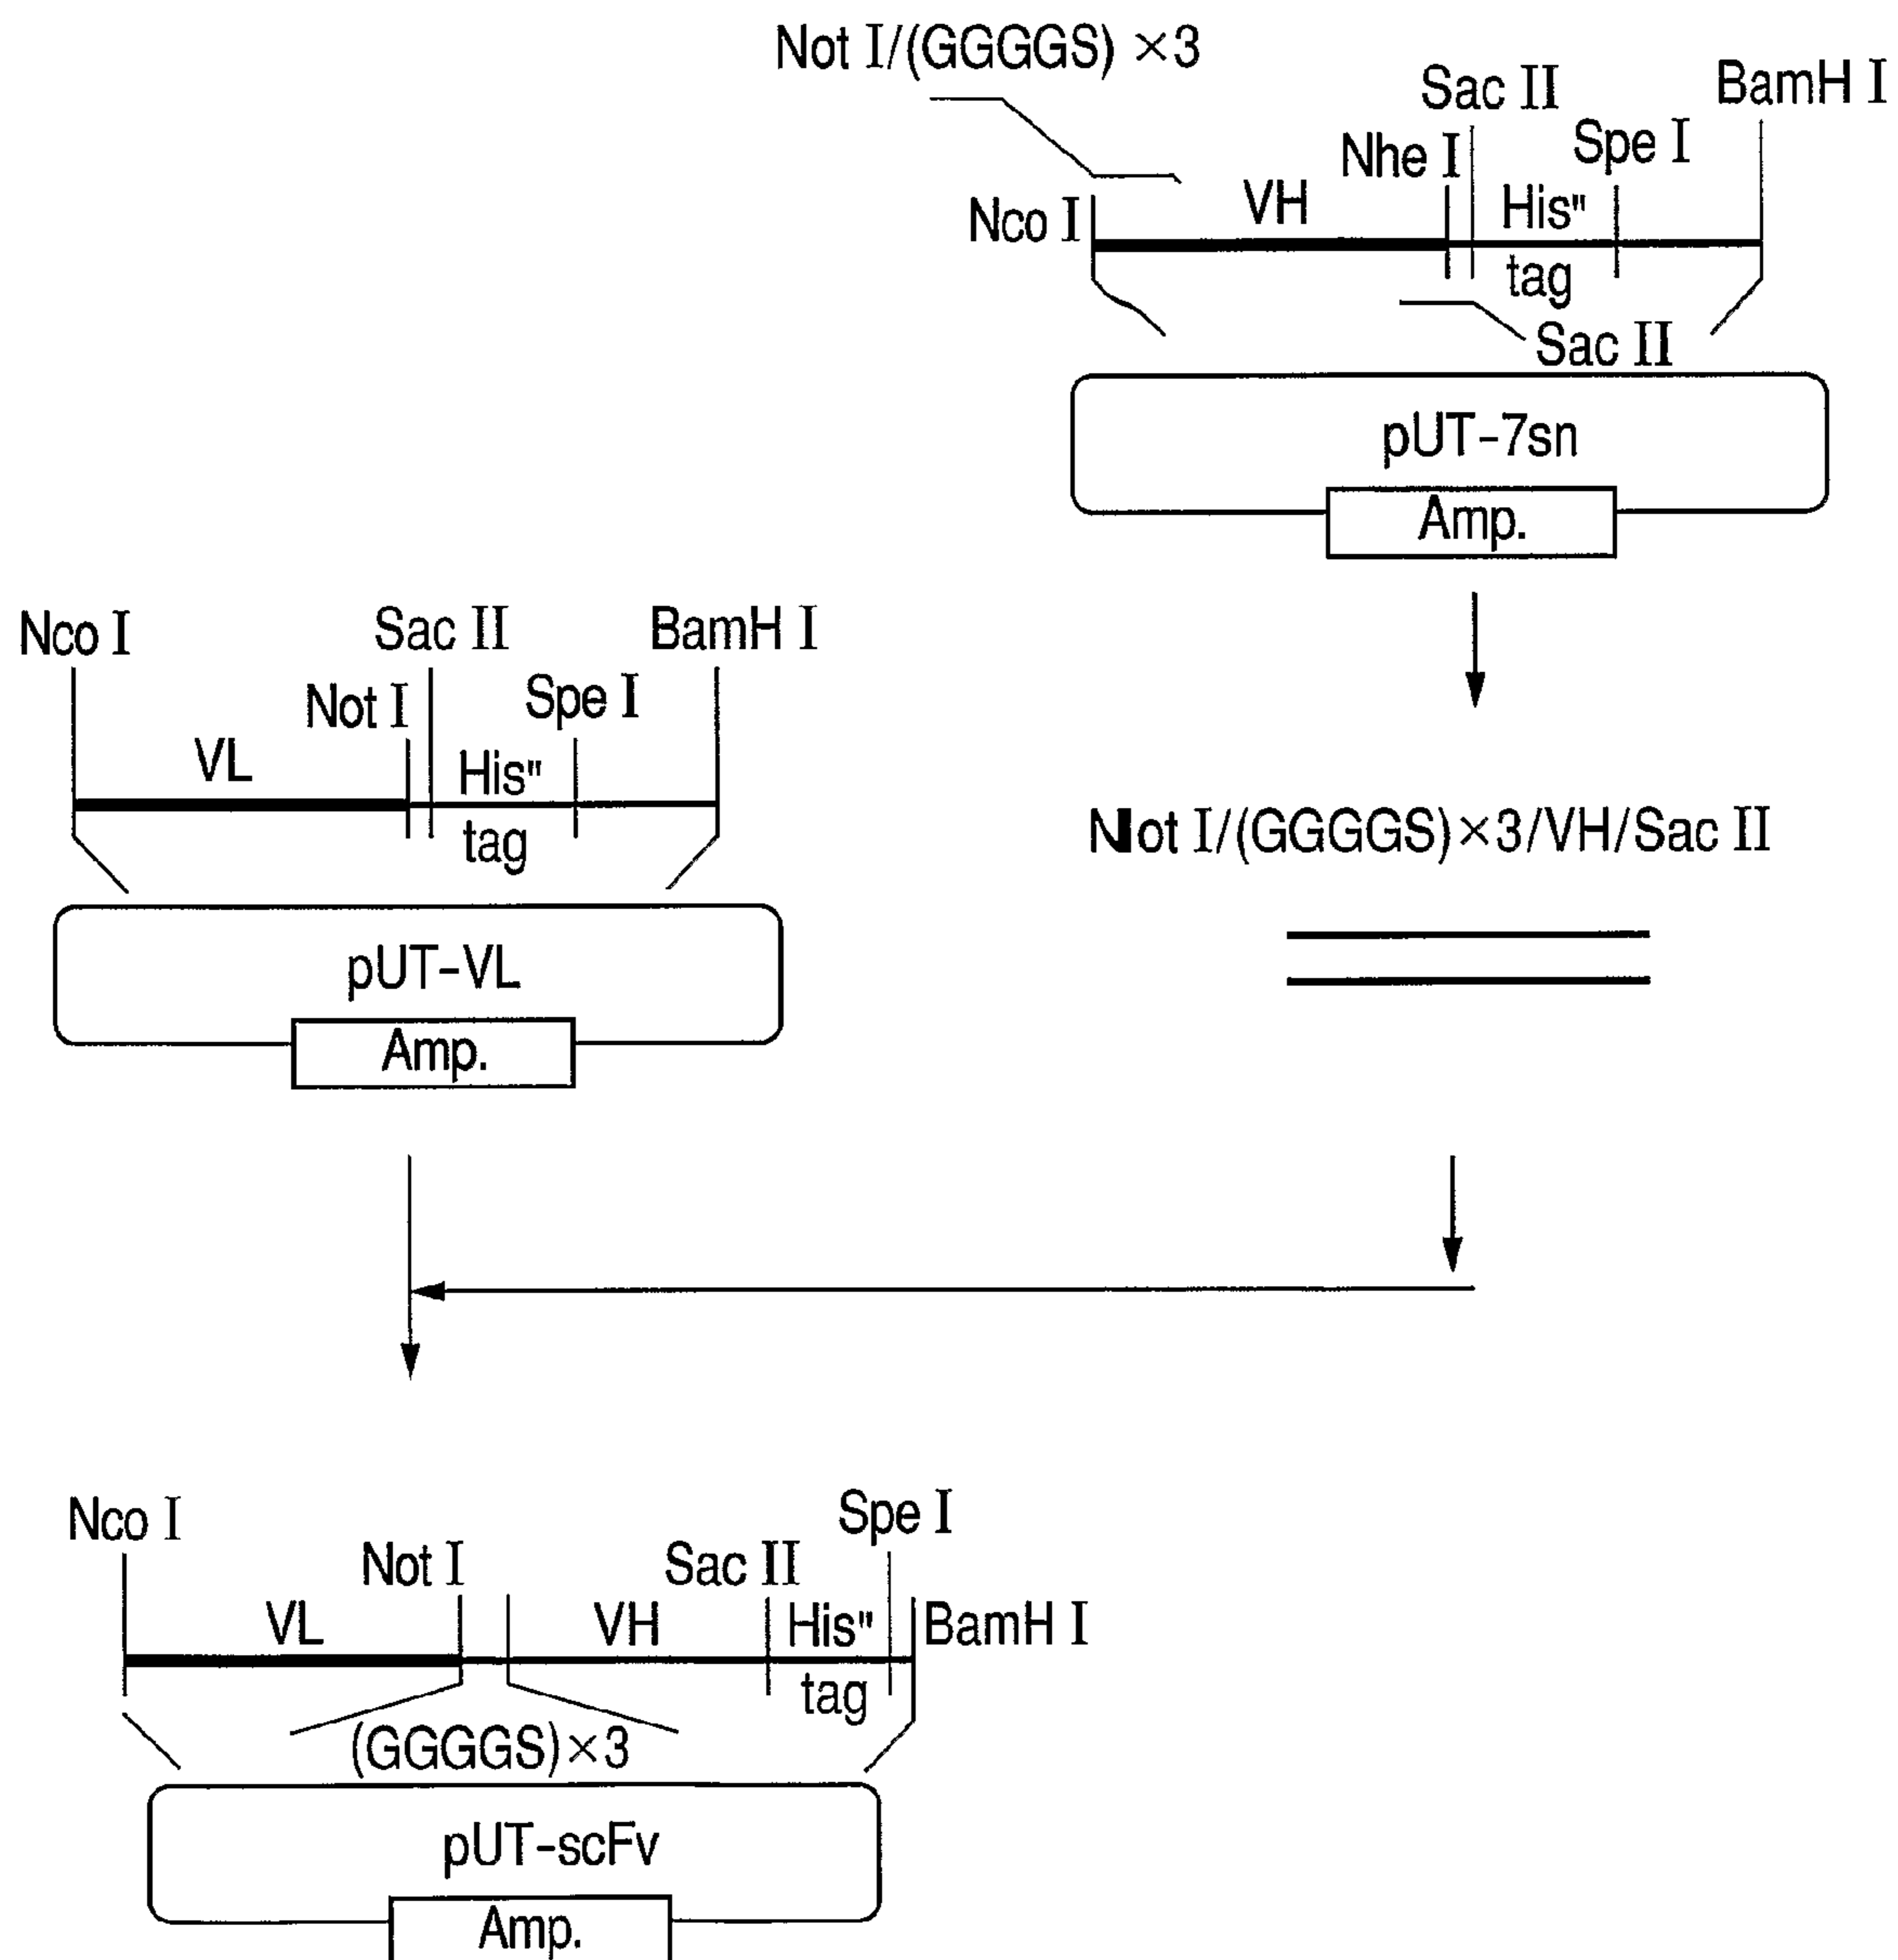 Not I/(GGGGS) ×3
Sac II
BamH I
Nhe I
Spe I
Nco I
VH
His"
tag
Sac II
pUT-7sn
Amp.
Nco I
Sac II
BamH I
Not I
Spe I
VL
His"
tag
pUT-VL
Amp.
Not I/(GGGGS)×3/VH/Sac II
Nco I
Spe I
Not I
Sac II
VL
VH
His"
BamH I
tag
(GGGGS)×3
pUT-scFv
Amp.